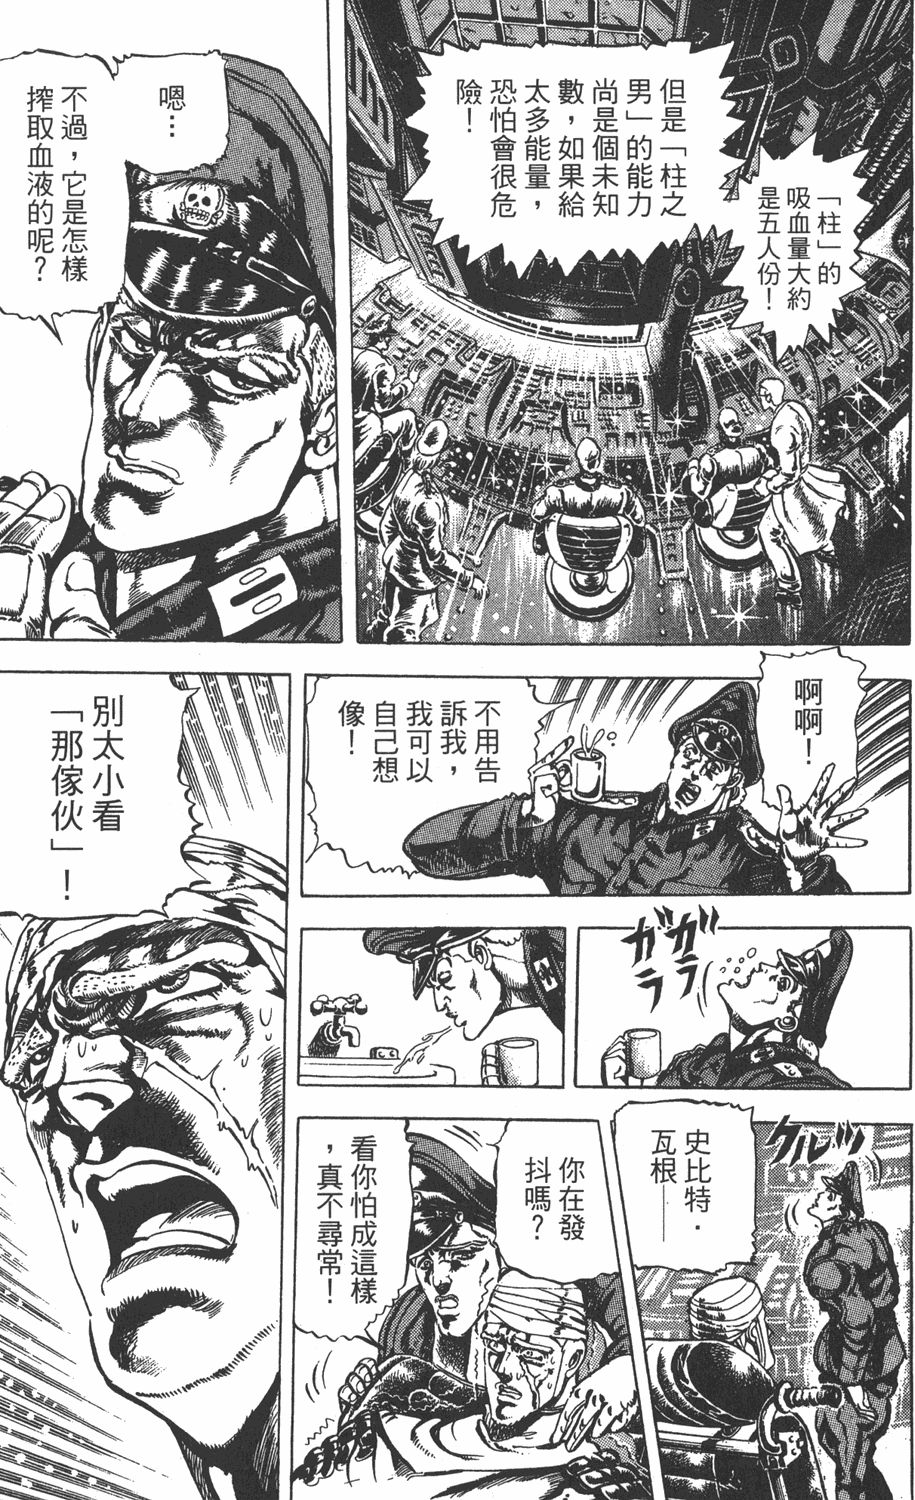 「柱」的
吸血量大約
是五人份！
但是「柱之
男」的能力
尚是個未知
數，如果給
太多能量，
恐怕會很危
險！
嗯…
不過，它是怎樣
搾取血液的呢？
啊啊！
不用告
訴我，
我可以
自己想
像！
ガラ
ガラ
クルッ
史比特．
瓦根——
你在發
抖嗎？
看你怕成這樣
，真不尋常！
別太小看
「那傢伙」！